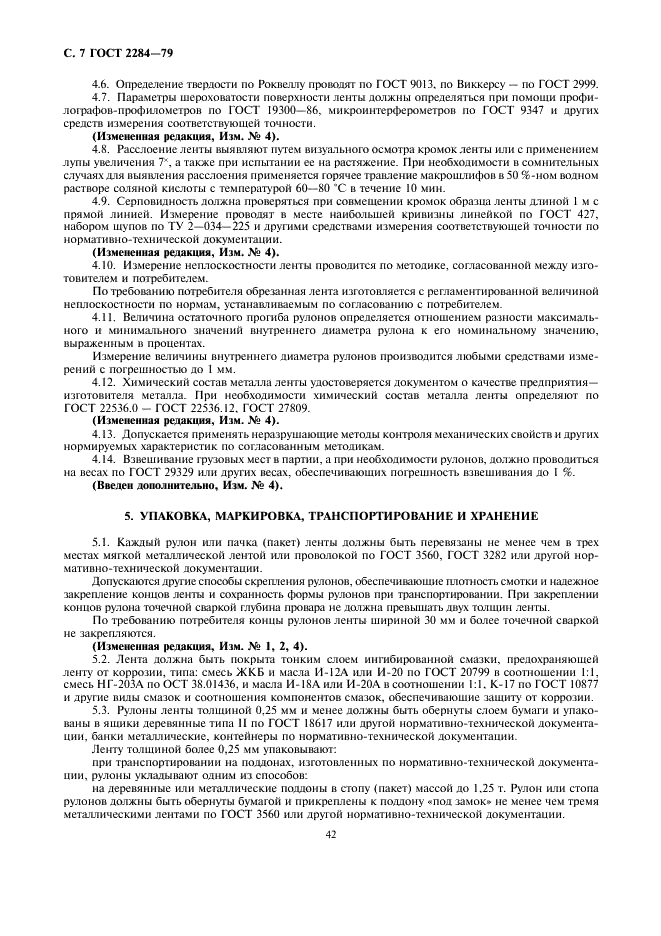 С. 7 ГОСТ 2284—79
4.6. Определение твердости по Роквеллу проводят по ГОСТ 9013, по Виккерсу — по ГОСТ 2999.
4.7. Параметры шероховатости поверхности ленты должны определяться при помощи профи-
лографов-профилометров по ГОСТ 19300—86, микроинтерферометров по ГОСТ 9347 и других
средств измерения соответствующей точности.
(Измененная редакция, Изм. № 4).
4.8. Расслоение ленты выявляют путем визуального осмотра кромок ленты или с применением
лупы увеличения 7ˣ, а также при испытании ее на растяжение. При необходимости в сомнительных
случаях для выявления расслоения применяется горячее травление макрошлифов в 50 %-ном водном
растворе соляной кислоты с температурой 60—80 °С в течение 10 мин.
4.9. Серповидность должна проверяться при совмещении кромок образца ленты длиной 1 м с
прямой линией. Измерение проводят в месте наибольшей кривизны линейкой по ГОСТ 427,
набором щупов по ТУ 2—034—225 и другими средствами измерения соответствующей точности по
нормативно-технической документации.
(Измененная редакция, Изм. № 4).
4.10. Измерение неплоскостности ленты проводится по методике, согласованной между изго-
товителем и потребителем.
По требованию потребителя обрезанная лента изготовляется с регламентированной величиной
неплоскостности по нормам, устанавливаемым по согласованию с потребителем.
4.11. Величина остаточного прогиба рулонов определяется отношением разности максималь-
ного и минимального значений внутреннего диаметра рулона к его номинальному значению,
выраженным в процентах.
Измерение величины внутреннего диаметра рулонов производится любыми средствами изме-
рений с погрешностью до 1 мм.
4.12. Химический состав металла ленты удостоверяется документом о качестве предприятия—
изготовителя металла. При необходимости химический состав металла ленты определяют по
ГОСТ 22536.0 — ГОСТ 22536.12, ГОСТ 27809.
(Измененная редакция, Изм. № 4).
4.13. Допускается применять неразрушающие методы контроля механических свойств и других
нормируемых характеристик по согласованным методикам.
4.14. Взвешивание грузовых мест в партии, а при необходимости рулонов, должно проводиться
на весах по ГОСТ 29329 или других весах, обеспечивающих погрешность взвешивания до 1 %.
(Введен дополнительно, Изм. № 4).
5. УПАКОВКА, МАРКИРОВКА, ТРАНСПОРТИРОВАНИЕ И ХРАНЕНИЕ
5.1. Каждый рулон или пачка (пакет) ленты должны быть перевязаны не менее чем в трех
местах мягкой металлической лентой или проволокой по ГОСТ 3560, ГОСТ 3282 или другой нор-
мативно-технической документации.
Допускаются другие способы скрепления рулонов, обеспечивающие плотность смотки и надежное
закрепление концов ленты и сохранность формы рулонов при транспортировании. При закреплении
концов рулона точечной сваркой глубина провара не должна превышать двух толщин ленты.
По требованию потребителя концы рулонов ленты шириной 30 мм и более точечной сваркой
не закрепляются.
(Измененная редакция, Изм. № 1, 2, 4).
5.2. Лента должна быть покрыта тонким слоем ингибированной смазки, предохраняющей
ленту от коррозии, типа: смесь ЖКБ и масла И-12А или И-20 по ГОСТ 20799 в соотношении 1:1,
смесь НГ-203А по ОСТ 38.01436, и масла И-18А или И-20А в соотношении 1:1, К-17 по ГОСТ 10877
и другие виды смазок и соотношения компонентов смазок, обеспечивающие защиту от коррозии.
5.3. Рулоны ленты толщиной 0,25 мм и менее должны быть обернуты слоем бумаги и упако-
ваны в ящики деревянные типа II по ГОСТ 18617 или другой нормативно-технической документа-
ции, банки металлические, контейнеры по нормативно-технической документации.
Ленту толщиной более 0,25 мм упаковывают:
при транспортировании на поддонах, изготовленных по нормативно-технической документа-
ции, рулоны укладывают одним из способов:
на деревянные или металлические поддоны в стопу (пакет) массой до 1,25 т. Рулон или стопа
рулонов должны быть обернуты бумагой и прикреплены к поддону «под замок» не менее чем тремя
металлическими лентами по ГОСТ 3560 или другой нормативно-технической документации.
42